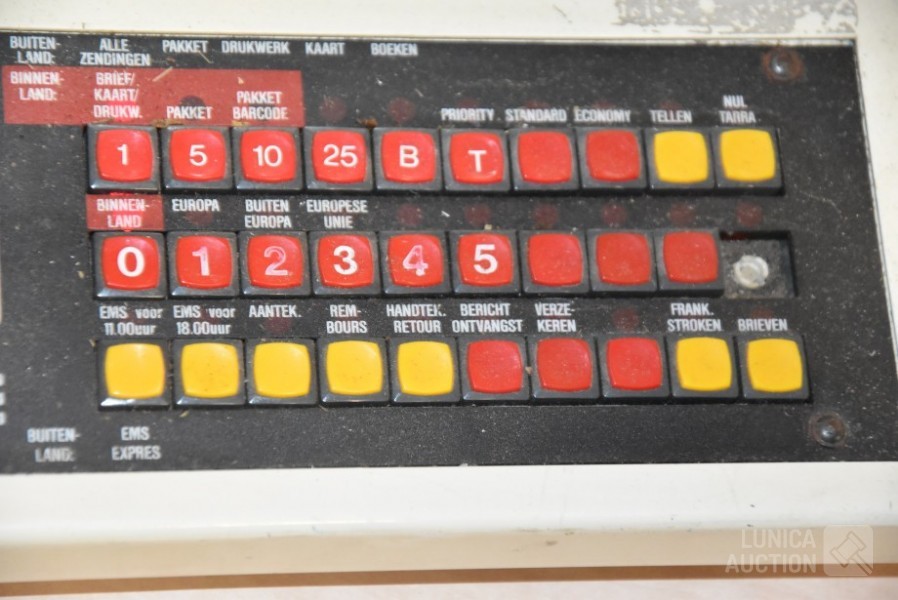 BUITEN-
LAND:
ALLE
ZENDINGEN
PAKKET
DRUKWERK
KAART
BOEKEN
BINNEN-
LAND:
BRIEF/
KAART/
DRUKW.
PAKKET
PAKKET
BARCODE
PRIORITY
STANDARD
ECONOMY
TELLEN
NUL
TARRA
1
5
10
25
B
T
BINNEN-
LAND
EUROPA
BUITEN
EUROPA
EUROPESE
UNIE
0
1
2
3
4
5
EMS voor
11.00uur
EMS voor
18.00uur
AANTEK.
REM-
BOURS
HANDTEK.
RETOUR
BERICHT
ONTVANGST
VERZE-
KEREN
FRANK.
STROKEN
BRIEVEN
BUITEN-
LAND:
EMS
EXPRES
LUNICA
AUCTION